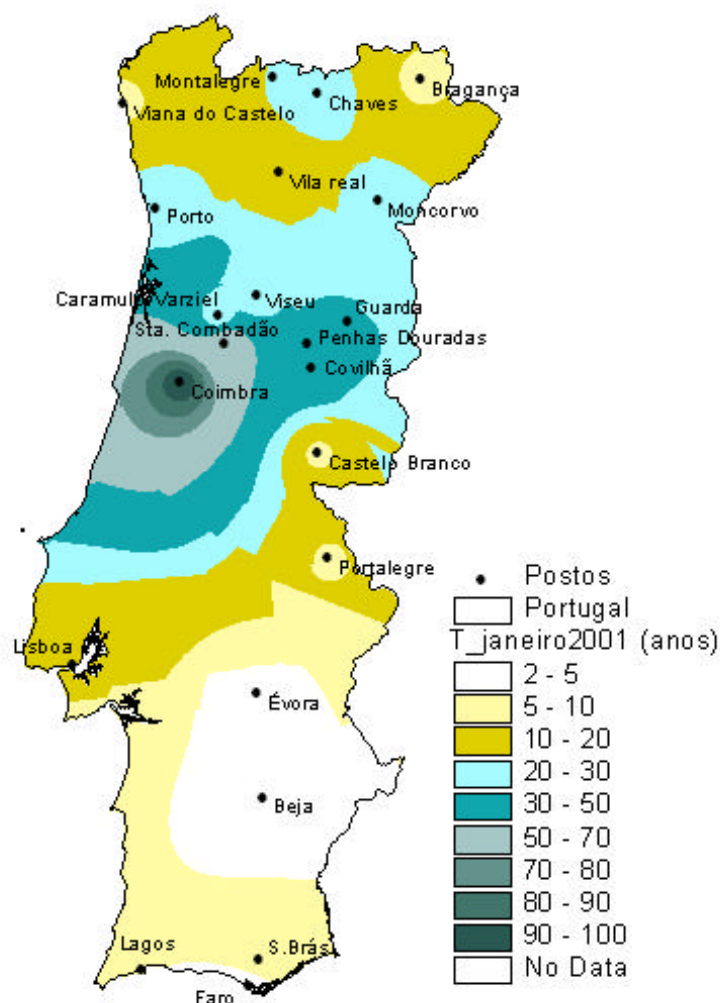 Montalegre
Bragança
Chaves
Viana do Castelo
Vila real
Moncorvo
Porto
Caramulo Varziel
Viseu
Guarda
Sta. Combadão
Penhas Douradas
Covilhã
Coimbra
Castelo Branco
Portalegre
Lisboa
Évora
Beja
Lagos
S.Brás
Faro
Postos
Portugal
T_janeiro2001 (anos)
2 - 5
5 - 10
10 - 20
20 - 30
30 - 50
50 - 70
70 - 80
80 - 90
90 - 100
No Data